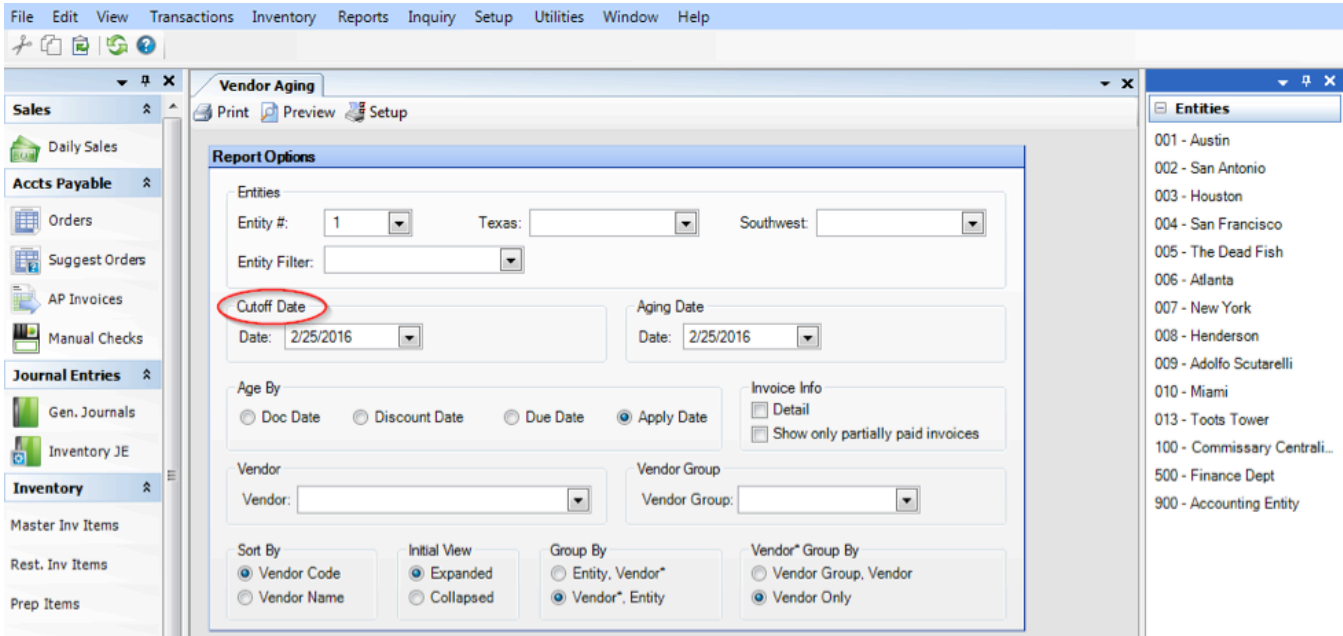 File Edit View Transactions Inventory Reports Inquiry Setup Utilities Window Help
Sales
Daily Sales
Accts Payable
Orders
Suggest Orders
AP Invoices
Manual Checks
Journal Entries
Gen. Journals
Inventory JE
Inventory
Master Inv Items
Rest. Inv Items
Prep Items
Vendor Aging
Print Preview Setup
Report Options
Entities
Entity #: 1 Texas: Southwest:
Entity Filter:
Cutoff Date
Date: 2/25/2016
Aging Date
Date: 2/25/2016
Age By
Doc Date Discount Date Due Date Apply Date
Invoice Info
Detail
Show only partially paid invoices
Vendor
Vendor:
Vendor Group
Vendor Group:
Sort By
Vendor Code
Vendor Name
Initial View
Expanded
Collapsed
Group By
Entity, Vendor*
Vendor*, Entity
Vendor* Group By
Vendor Group, Vendor
Vendor Only
Entities
001 - Austin
002 - San Antonio
003 - Houston
004 - San Francisco
005 - The Dead Fish
006 - Atlanta
007 - New York
008 - Henderson
009 - Adolfo Scutarelli
010 - Miami
013 - Toots Tower
100 - Commissary Centrali...
500 - Finance Dept
900 - Accounting Entity